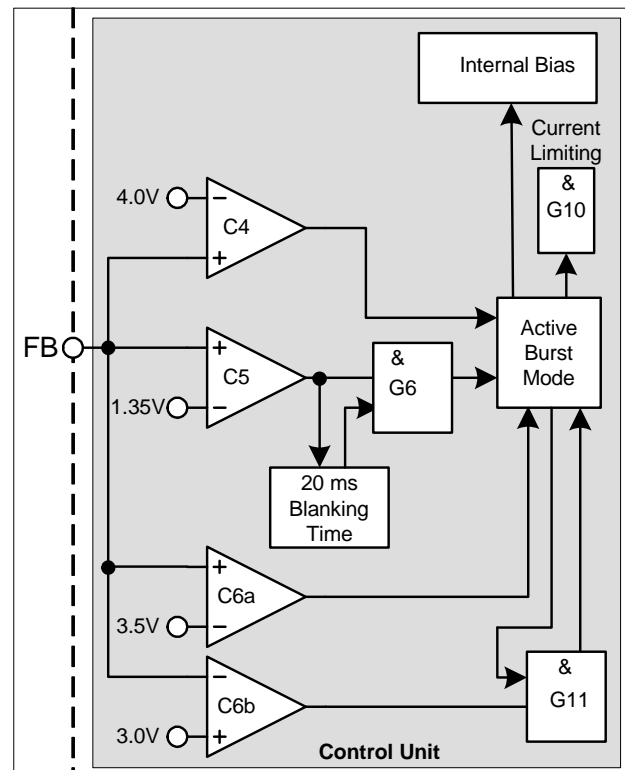 Internal Bias
Current
Limiting
&
G10
4.0V
−
C4
+
FB
+
C5
−
1.35V
&
G6
Active
Burst
Mode
20 ms
Blanking
Time
+
C6a
−
3.5V
−
C6b
+
3.0V
&
G11
Control Unit